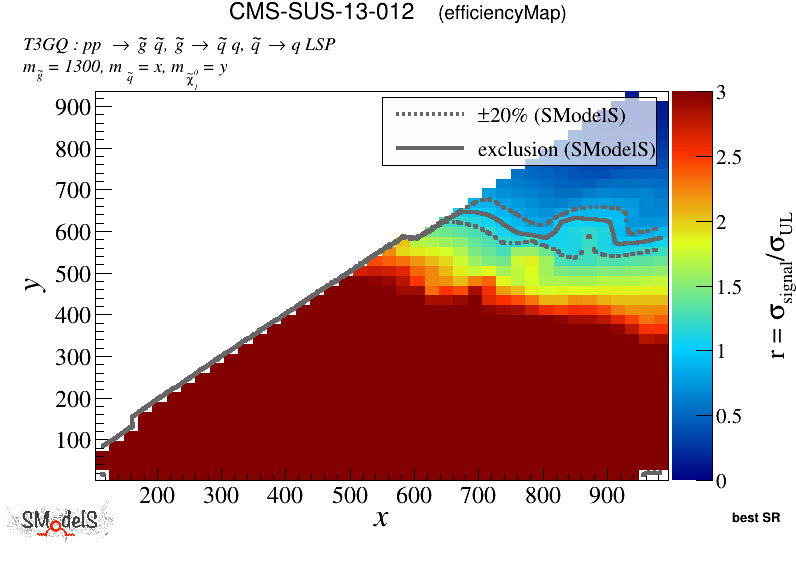 CMS-SUS-13-012 (efficiencyMap)
T3GQ : pp → g̃ q̃, g̃ → q̃ q, q̃ → q LSP
m_g̃ = 1300, m_q̃ = x, m_χ̃⁰_j = y
±20% (SModelS)
exclusion (SModelS)
900
800
700
600
500
400
300
200
100
y
200 300 400 500 600 700 800 900
x
3
2.5
2
1.5
1
0.5
0
r = σ_signal/σ_UL
SModelS
best SR